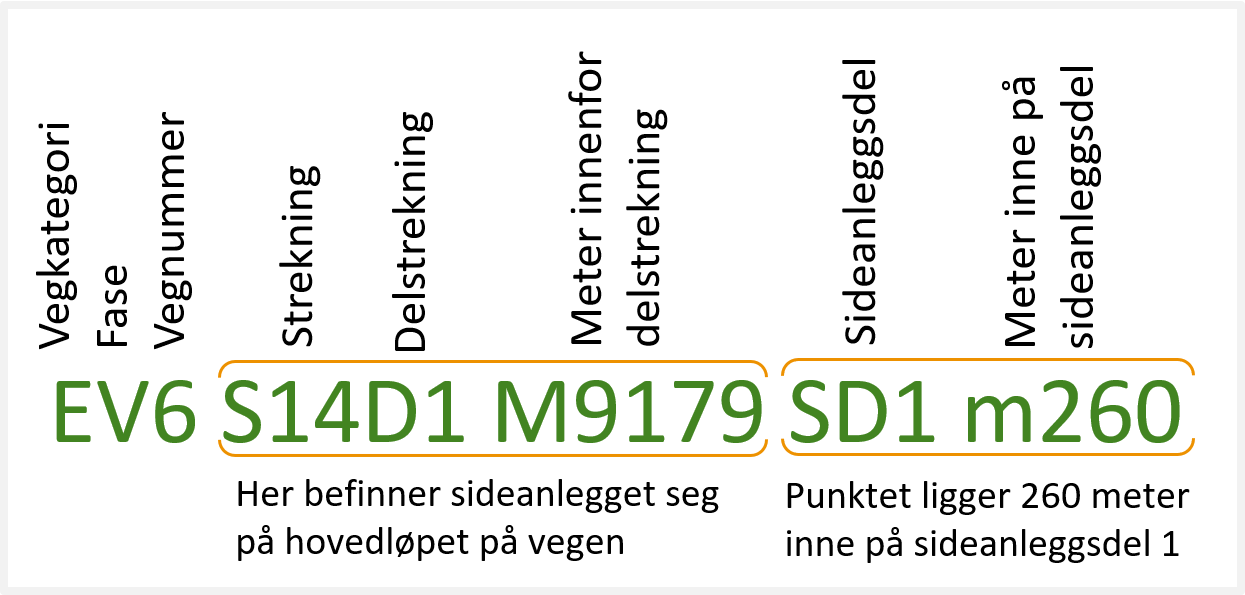 Vegkategori
Fase
Vegnummer
Strekning
Delstrekning
Meter innenfor
delstrekning
Sideanleggsdel
Meter inne på
sideanleggsdel
EV6 S14D1 M9179 SD1 m260
Her befinner sideanlegget seg
på hovedløpet på vegen
Punktet ligger 260 meter
inne på sideanleggsdel 1